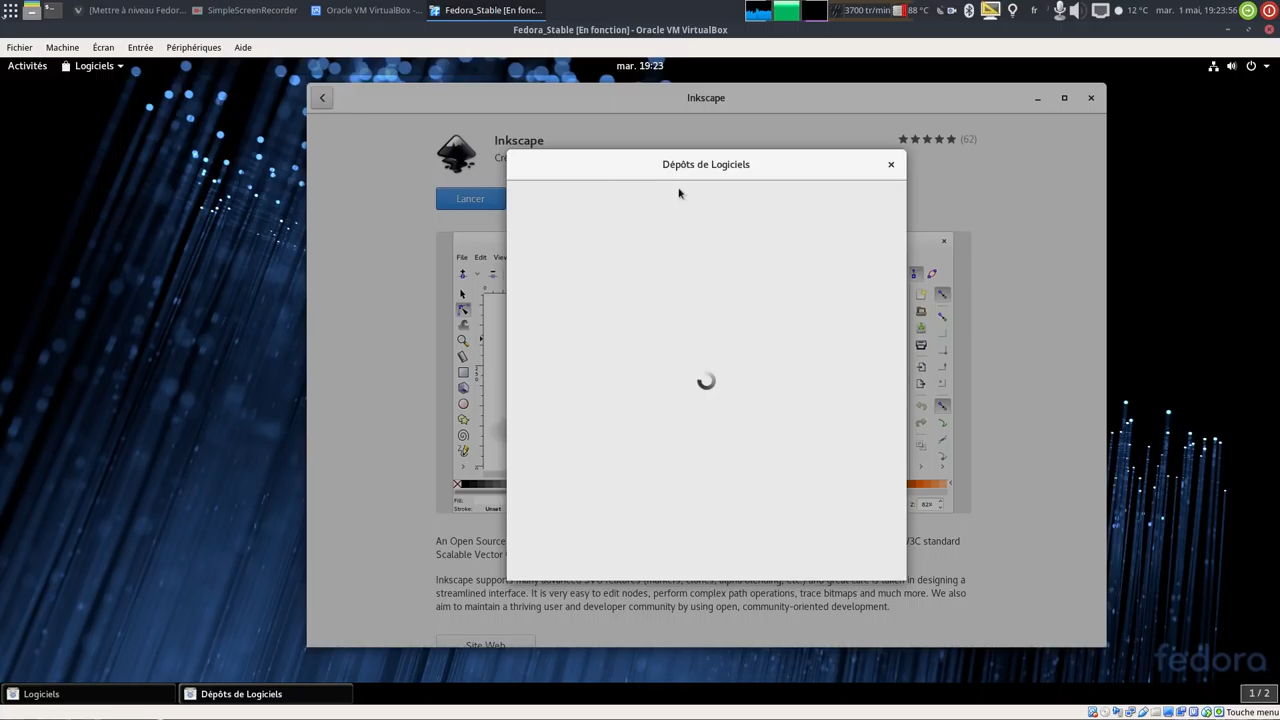 [Mettre à niveau Fedor...
SimpleScreenRecorder
Oracle VM VirtualBox -...
Fedora_Stable [En fonc...
3700 tr/min
88 °C
fr
12 °C
mar. 1 mai, 19:23:56
Fedora_Stable [En fonction] - Oracle VM VirtualBox
Fichier Machine Écran Entrée Périphériques Aide
Activités
Logiciels
mar. 19:23
Inkscape
Inkscape
(62)
Dépôts de Logiciels
Lancer
File Edit
Fill:
Stroke: Unset
Z: 82%
An Open Source
/3C standard
Scalable Vector
Inkscape supports many advanced SVG features (markers, clones, alpha blending, etc.) and great care is taken in designing a
streamlined interface. It is very easy to edit nodes, perform complex path operations, trace bitmaps and much more. We also
aim to maintain a thriving user and developer community by using open, community-oriented development.
Site Web
fedora
Logiciels
Dépôts de Logiciels
1 / 2
Touche menu